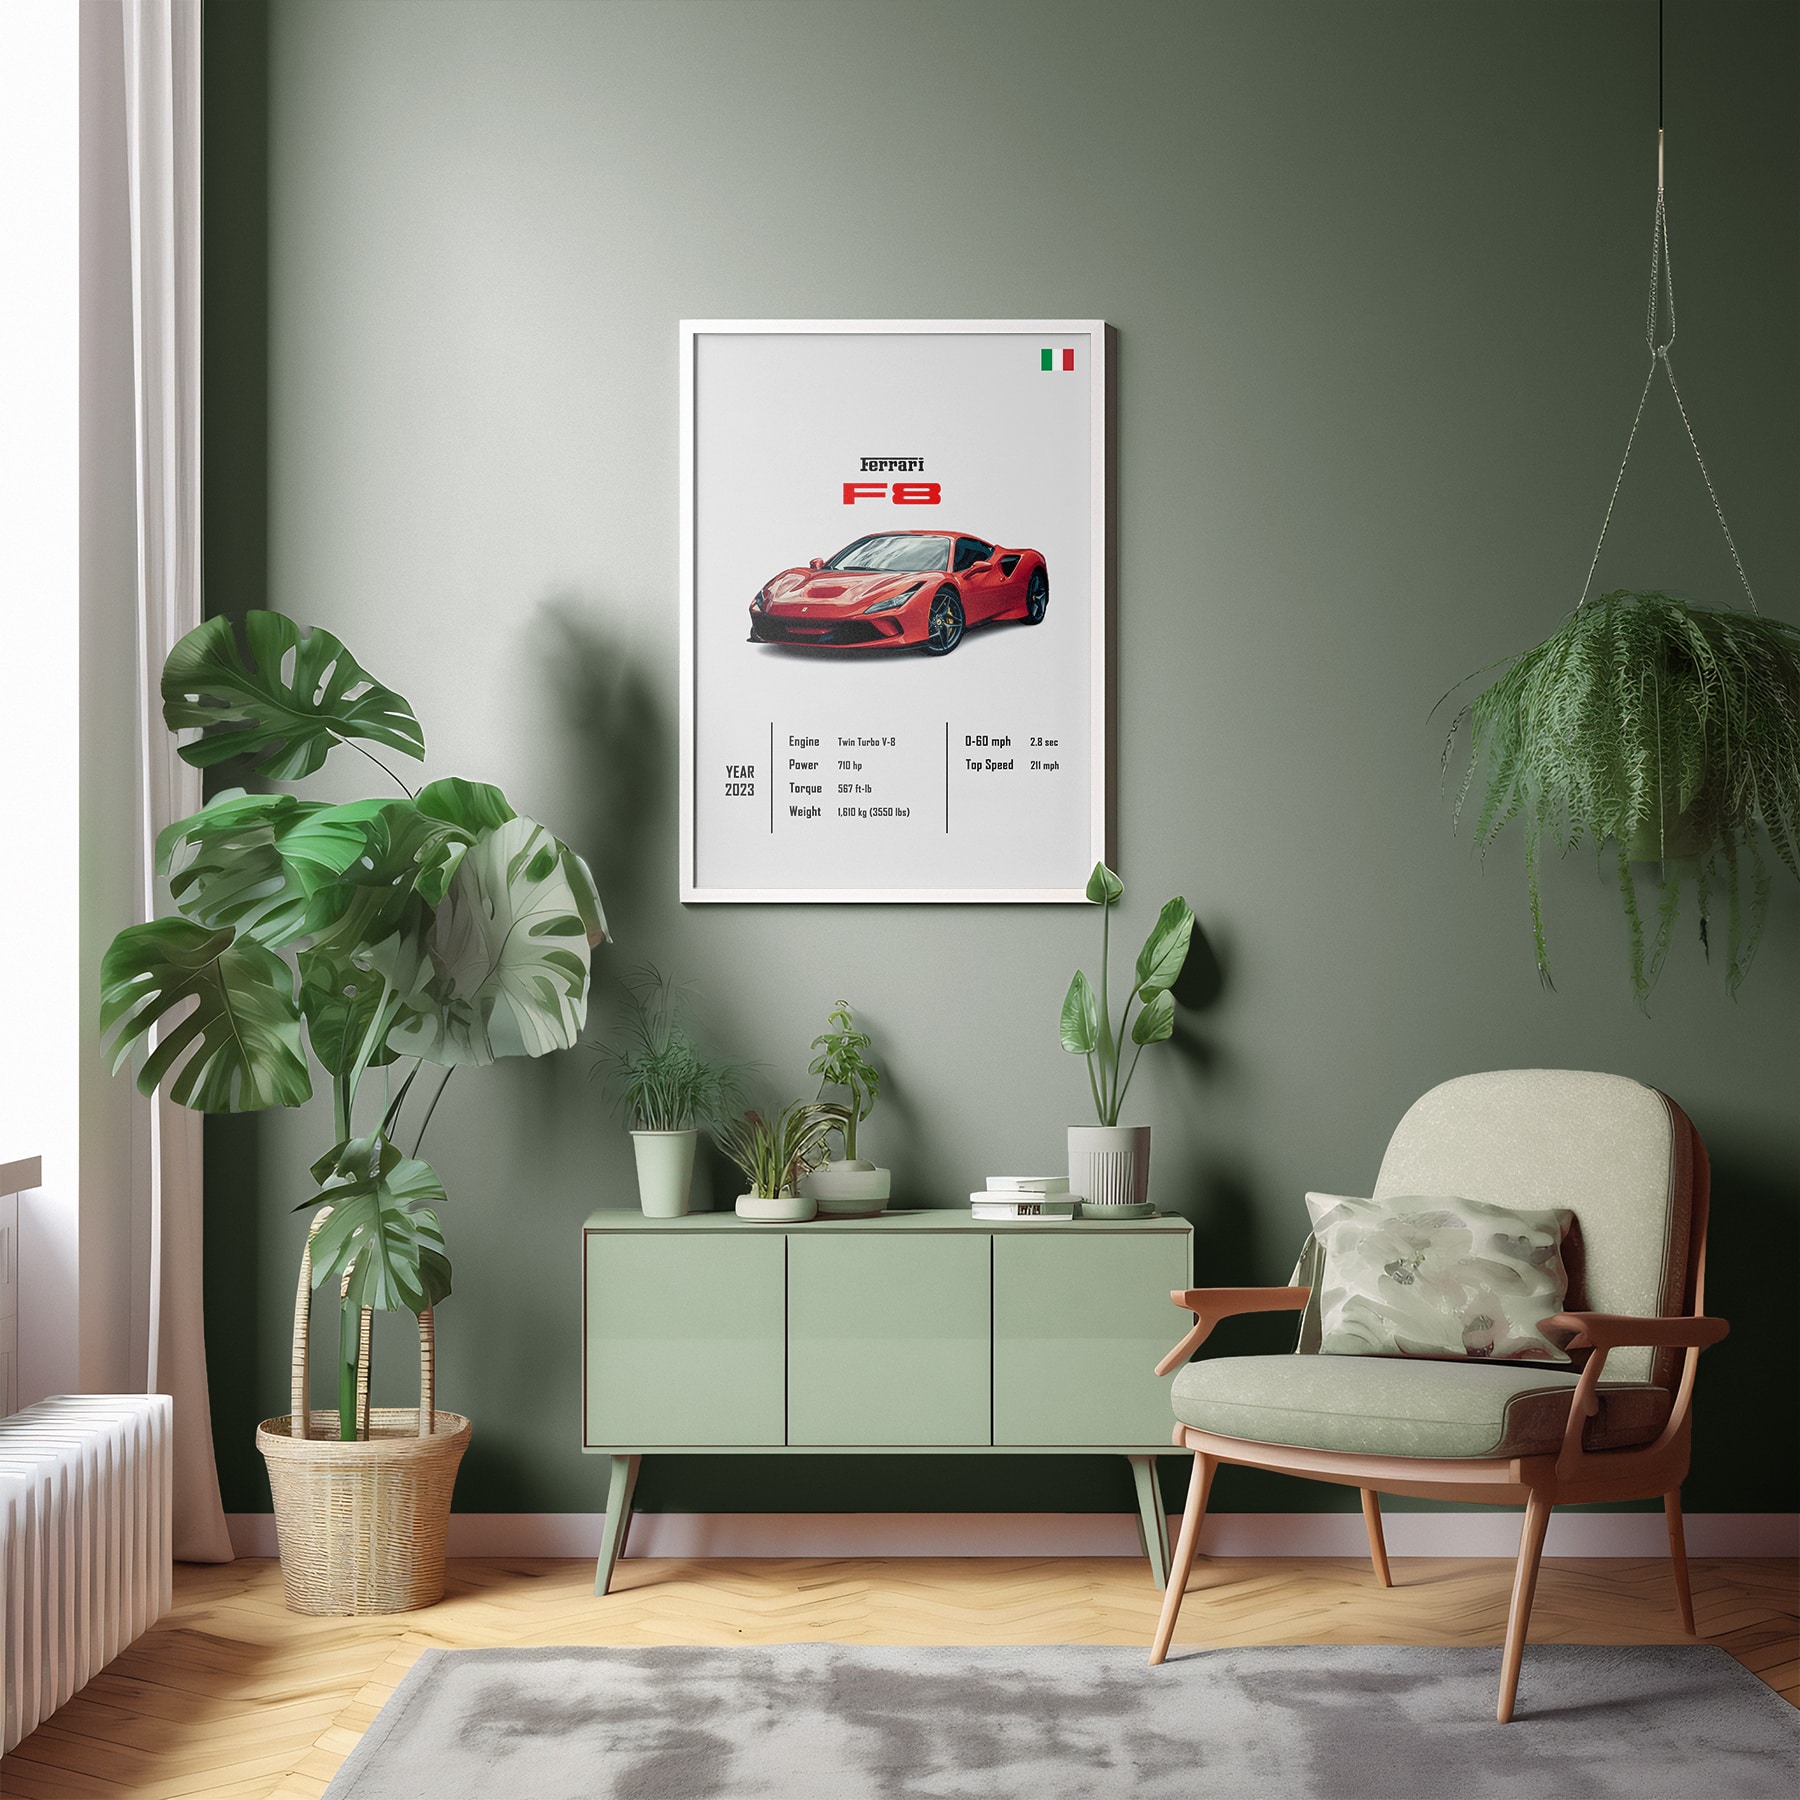 Ferrari
F8
YEAR
2023
Engine Twin Turbo V-8
Power 710 hp
Torque 567 ft-lb
Weight 1,610 kg (3550 lbs)
0-60 mph 2.8 sec
Top Speed 211 mph